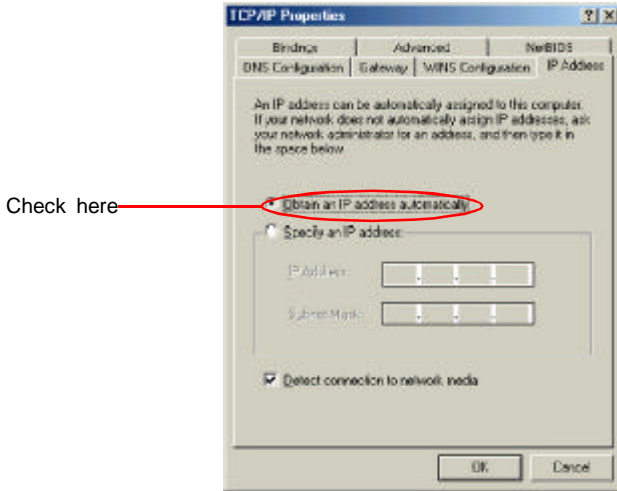 TCP/IP Properties
Bindings Advanced NetBIOS
DNS Configuration Gateway WINS Configuration IP Address
An IP address can be automatically assigned to this computer.
If your network does not automatically assign IP addresses, ask
your network administrator for an address, and then type it in
the space below.
Check here
Obtain an IP address automatically
Specify an IP address:
IP Address:
Subnet Mask:
Detect connection to network media
OK Cancel